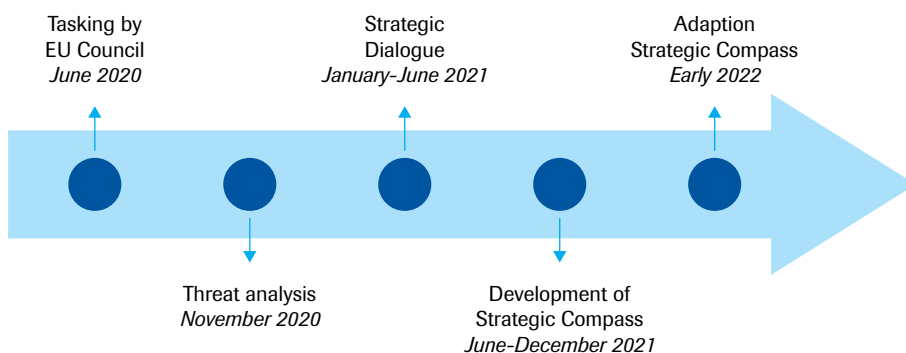 Tasking by
EU Council
June 2020
Threat analysis
November 2020
Strategic
Dialogue
January-June 2021
Development of
Strategic Compass
June-December 2021
Adaption
Strategic Compass
Early 2022